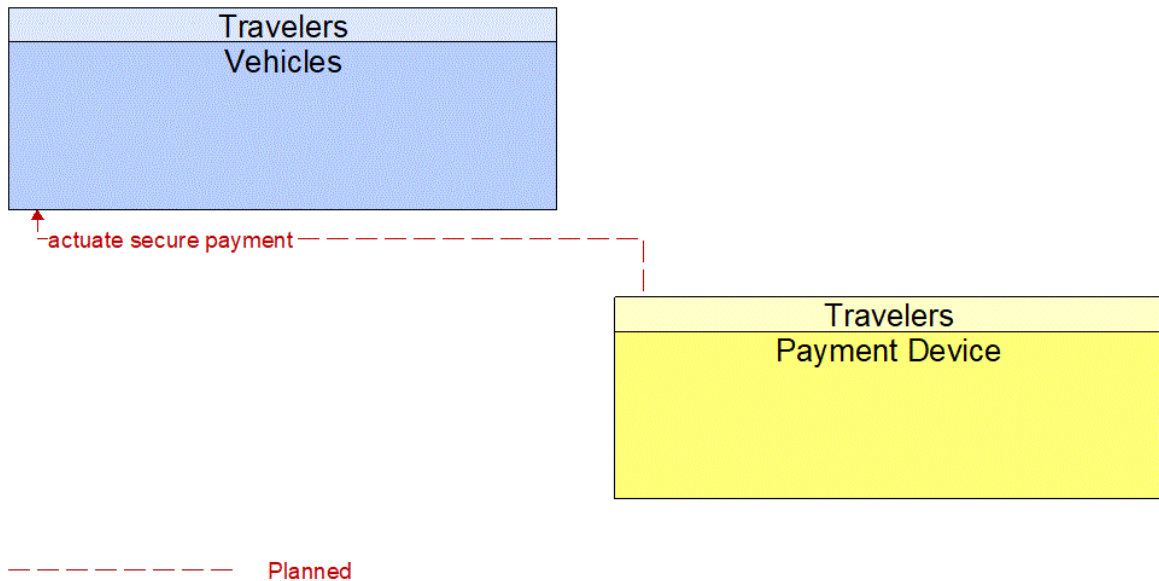 Travelers
Vehicles
actuate secure payment
Travelers
Payment Device
Planned